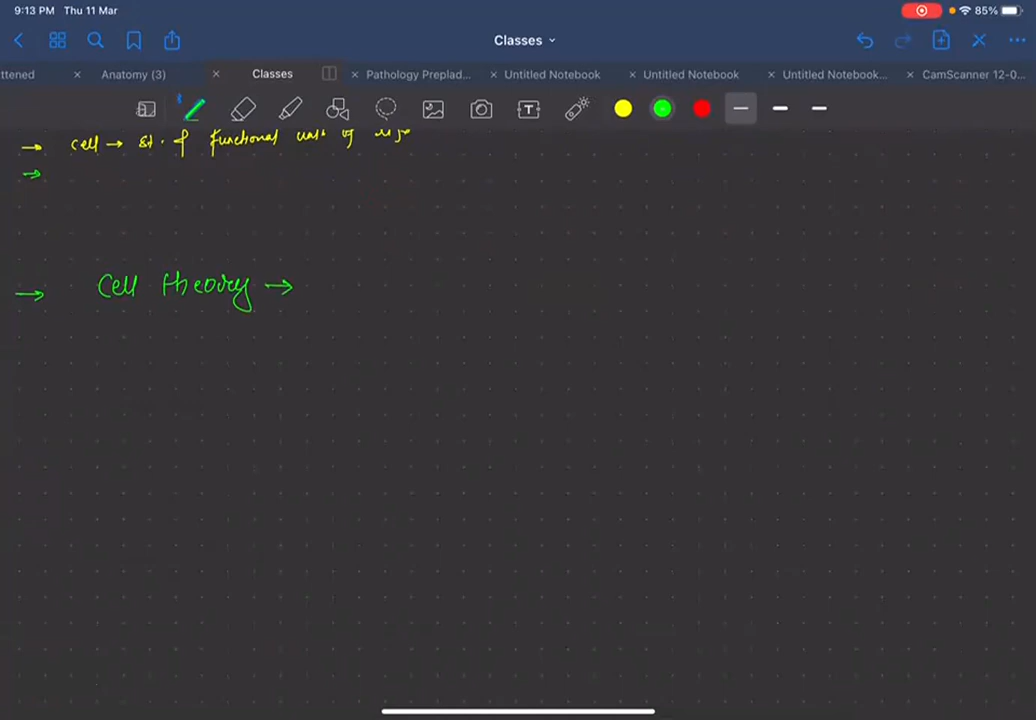 9:13 PM Thu 11 Mar
85%
Classes
ttened
Anatomy (3)
Classes
Pathology Preplad...
Untitled Notebook
Untitled Notebook
Untitled Notebook...
CamScanner 12-0...
→ cell → st. & functional unit of
→
→ Cell theory →